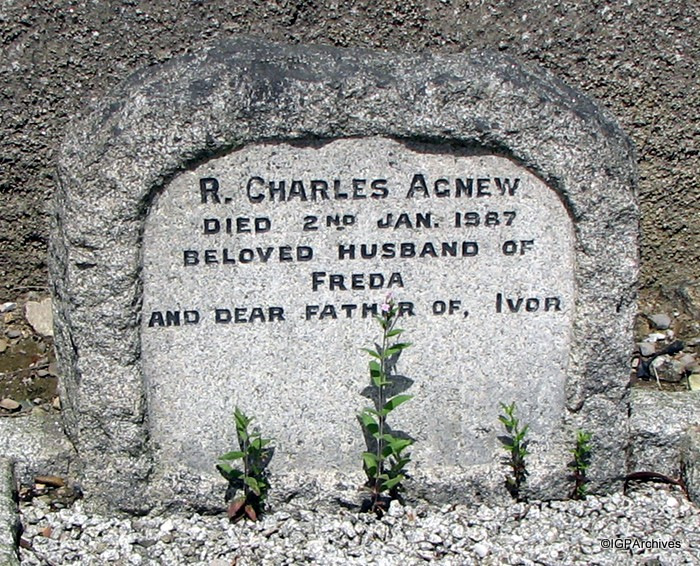 R. CHARLES AGNEW
DIED 2ND JAN. 1987
BELOVED HUSBAND OF
FREDA
AND DEAR FATHER OF, IVOR
©IGPArchives